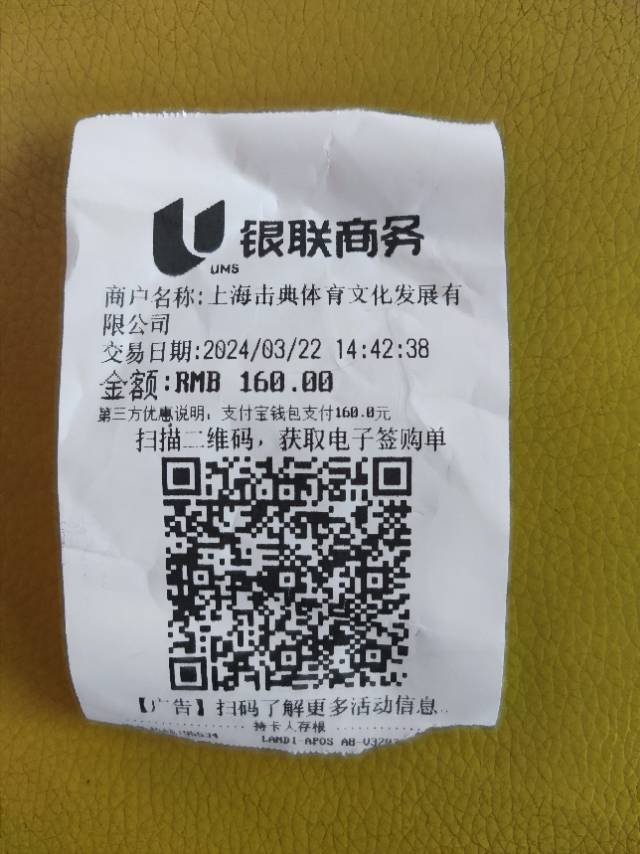 银联商务
UMS
商户名称:上海击典体育文化发展有
限公司
交易日期:2024/03/22 14:42:38
金额:RMB 160.00
第三方优惠说明：支付宝钱包支付160.0元
扫描二维码，获取电子签购单
【广告】扫码了解更多活动信息
持卡人存根
LANDI APOS A8-